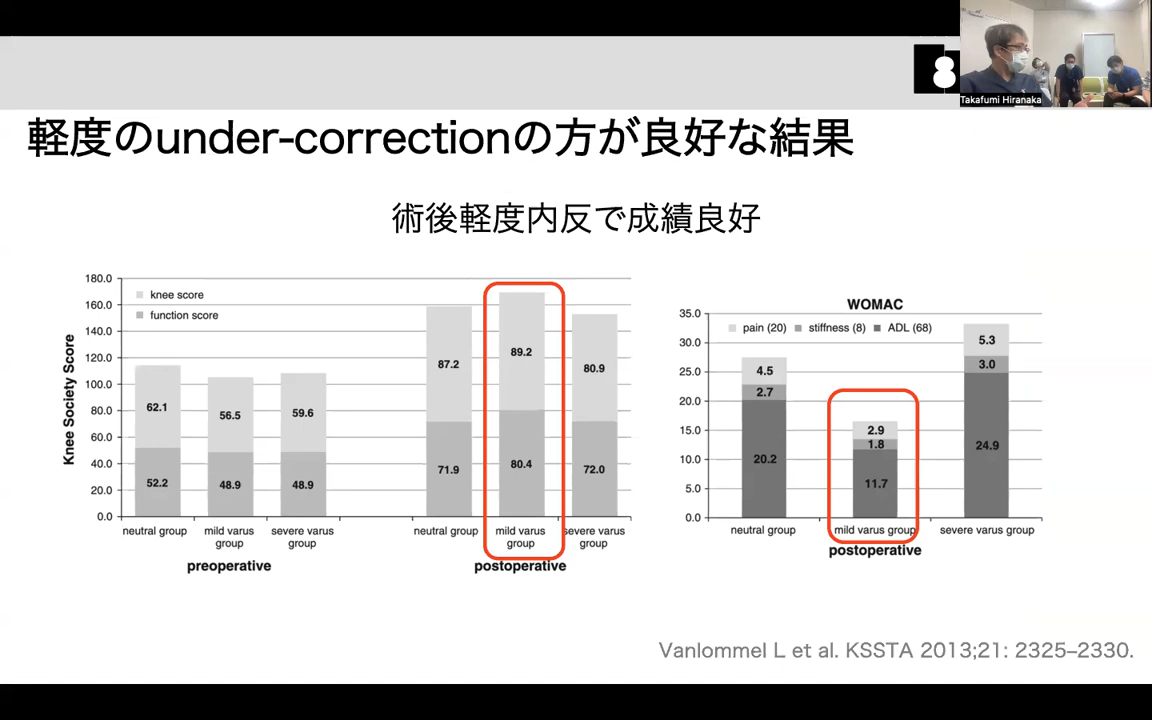 Takafumi Hiranaka
軽度のunder-correctionの方が良好な結果
術後軽度内反で成績良好
Knee Society Score
180.0
160.0
140.0
120.0
100.0
80.0
60.0
40.0
20.0
0.0
knee score
function score
62.1
52.2
56.5
48.9
59.6
48.9
87.2
71.9
89.2
80.4
80.9
72.0
neutral group
mild varus
group
severe varus
group
neutral group
mild varus
group
severe varus
group
preoperative
postoperative
WOMAC
35.0
30.0
25.0
20.0
15.0
10.0
5.0
0.0
pain (20)
stiffness (8)
ADL (68)
4.5
2.7
20.2
2.9
1.8
11.7
5.3
3.0
24.9
neutral group
mild varus group
severe varus group
postoperative
Vanlommel L et al. KSSTA 2013;21: 2325–2330.